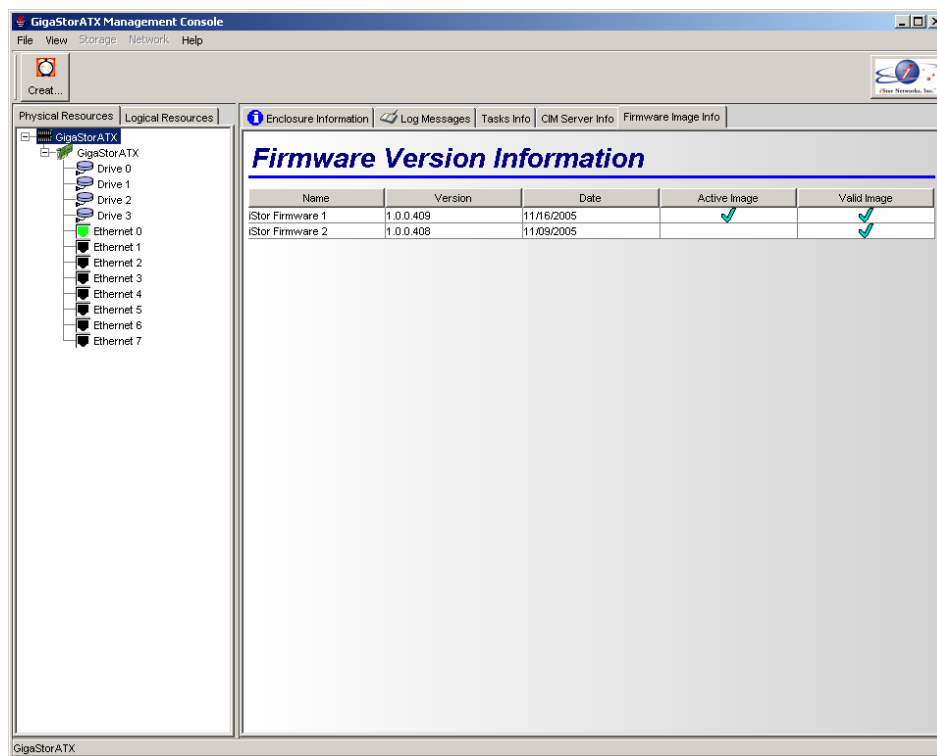 GigaStorATX Management Console
File View Storage Network Help
Creat...
iStor Networks, Inc.
Physical Resources Logical Resources
Enclosure Information Log Messages Tasks Info CIM Server Info Firmware Image Info
GigaStorATX
GigaStorATX
Drive 0
Drive 1
Drive 2
Drive 3
Ethernet 0
Ethernet 1
Ethernet 2
Ethernet 3
Ethernet 4
Ethernet 5
Ethernet 6
Ethernet 7
Firmware Version Information
Name Version Date Active Image Valid Image
iStor Firmware 1 1.0.0.409 11/16/2005
iStor Firmware 2 1.0.0.408 11/09/2005
GigaStorATX